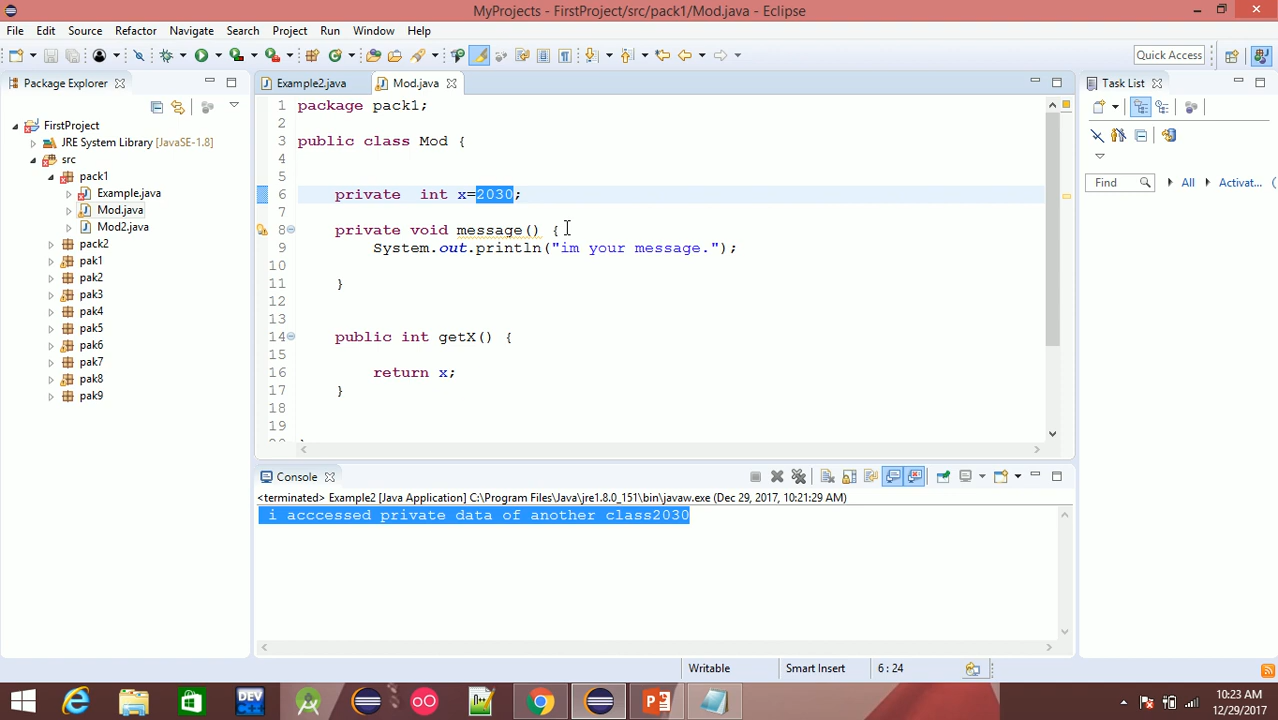 MyProjects - FirstProject/src/pack1/Mod.java - Eclipse
File Edit Source Refactor Navigate Search Project Run Window Help
Quick Access
Package Explorer
Example2.java
Mod.java
Task List
FirstProject
JRE System Library [JavaSE-1.8]
src
pack1
Example.java
Mod.java
Mod2.java
pack2
pak1
pak2
pak3
pak4
pak5
pak6
pak7
pak8
pak9
1 package pack1;
2
3 public class Mod {
4
5
6 private  int x=2030;
7
8 private void message() {
9 System.out.println("im your message.");
10
11 }
12
13
14 public int getX() {
15
16 return x;
17 }
18
19
Find All Activat...
Console
<terminated> Example2 [Java Application] C:\Program Files\Java\jre1.8.0_151\bin\javaw.exe (Dec 29, 2017, 10:21:29 AM)
i acccessed private data of another class2030
Writable Smart Insert 6 : 24
DEV
10:23 AM
12/29/2017